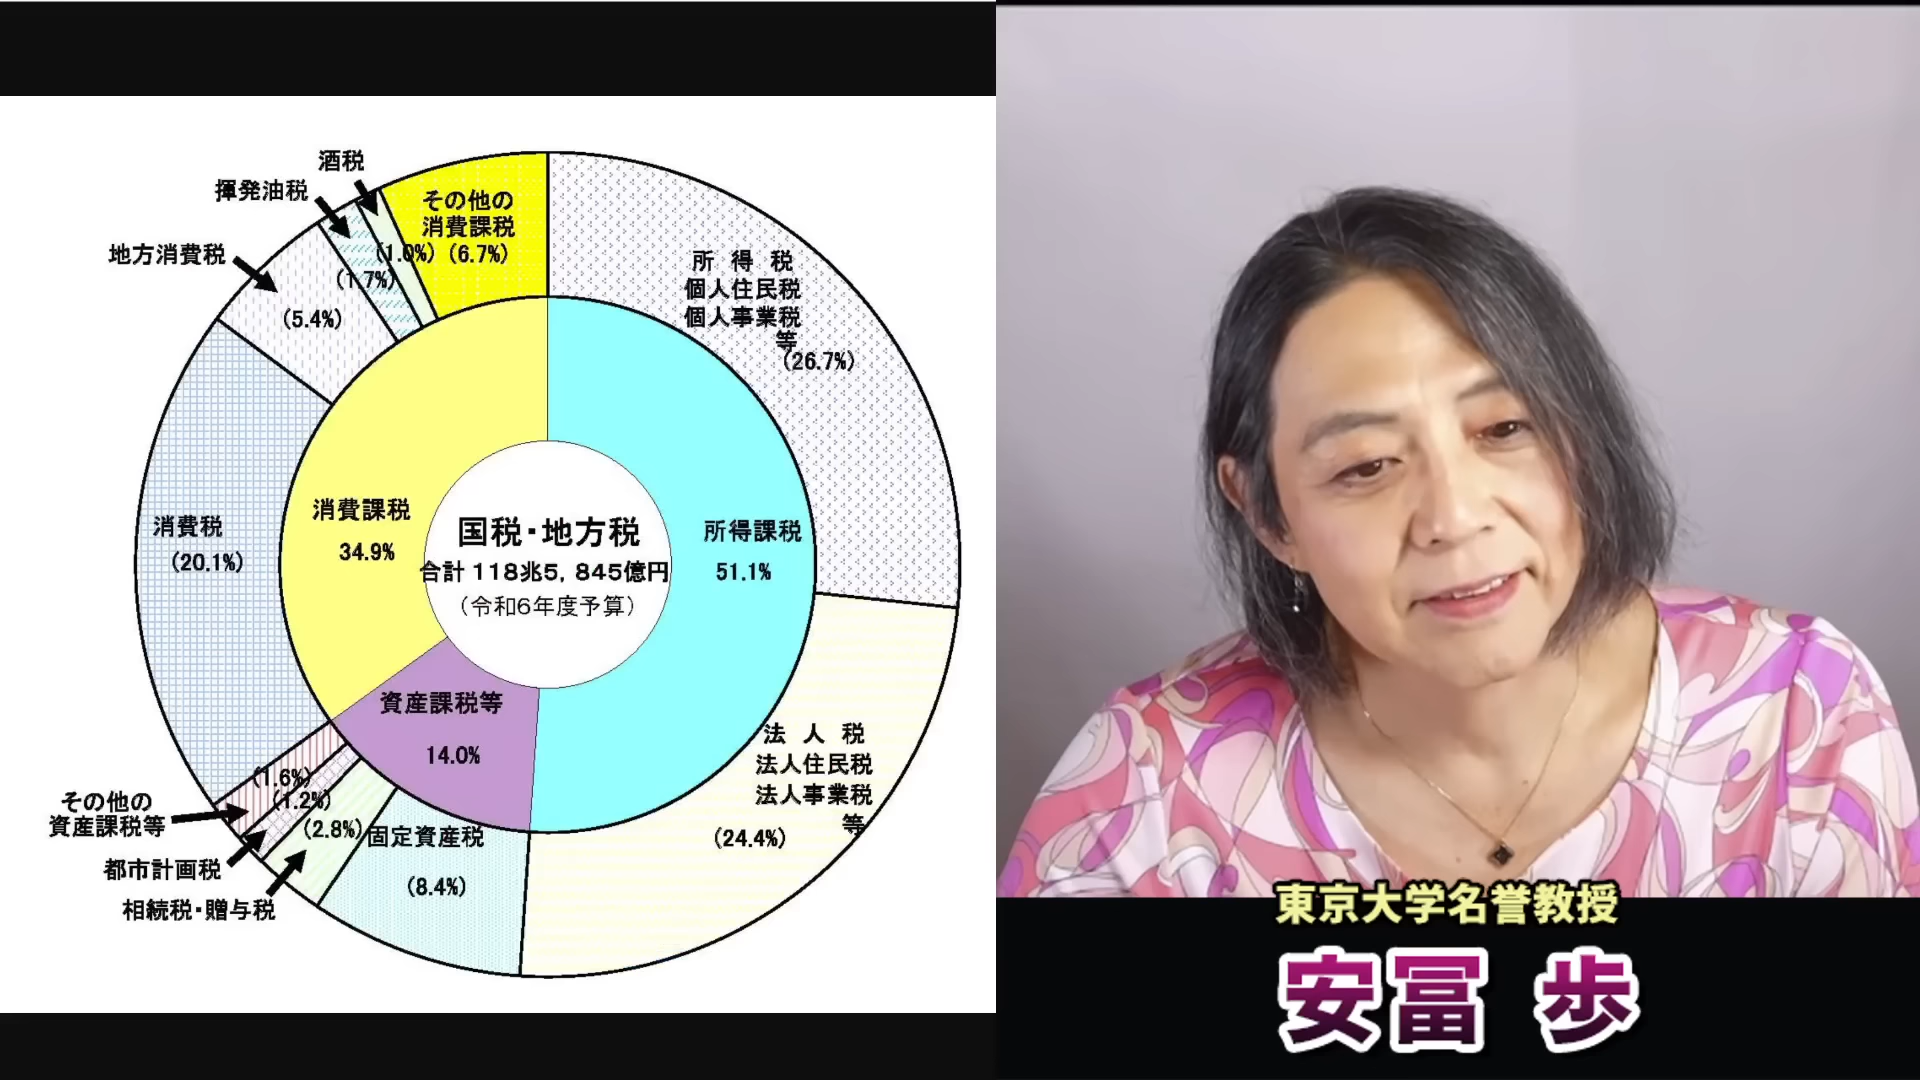 酒税
揮発油税
地方消費税
その他の
消費課税
(1.0%)
(6.7%)
(1.7%)
(5.4%)
所得税
個人住民税
個人事業税
等
(26.7%)
消費税
(20.1%)
消費課税
34.9%
国税・地方税
合計 118兆5,845億円
（令和6年度予算）
所得課税
51.1%
資産課税等
14.0%
法人税
法人住民税
法人事業税
等
(24.4%)
(1.6%)
(1.2%)
(2.8%)
その他の
資産課税等
都市計画税
相続税・贈与税
固定資産税
(8.4%)
東京大学名誉教授
安冨 歩